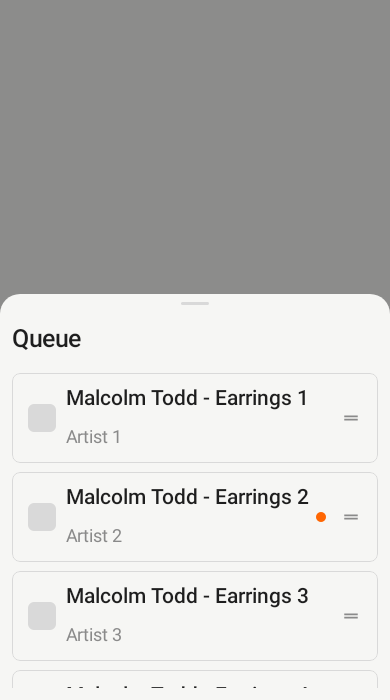 Queue
Malcolm Todd - Earrings 1
Artist 1
Malcolm Todd - Earrings 2
Artist 2
Malcolm Todd - Earrings 3
Artist 3